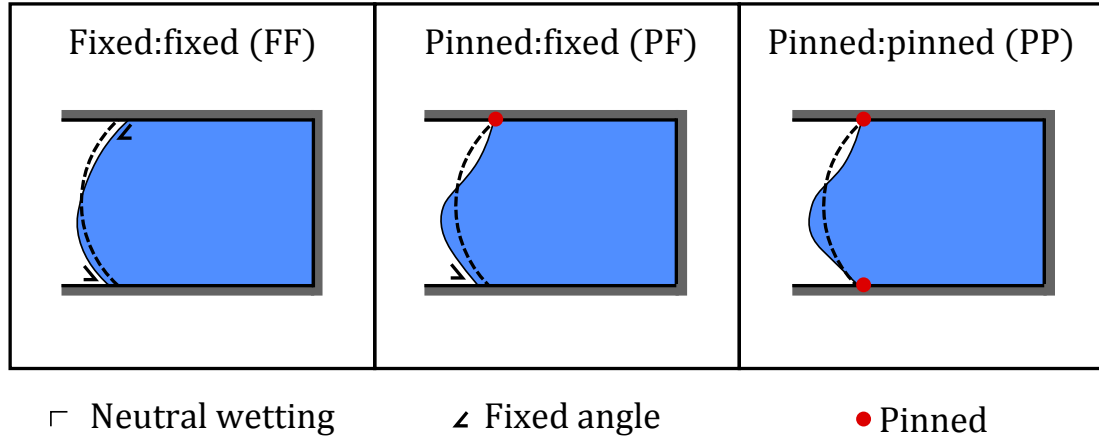 Fixed:fixed (FF)
Pinned:fixed (PF)
Pinned:pinned (PP)
Neutral wetting
Fixed angle
Pinned